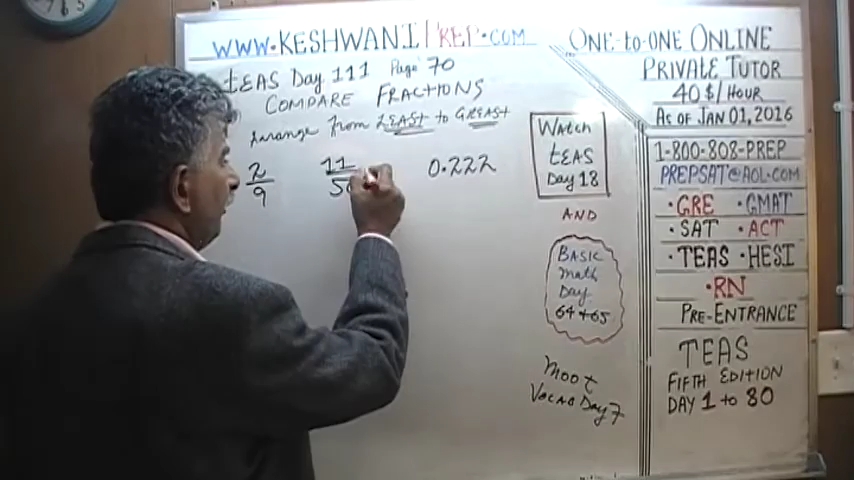 WWW.KESHWANI/KEP.COM
TEAS Day 111 Page 70
COMPARE FRACTIONS
Arrange from LEAST to GREAST
2/9 11/50 0.222
Watch
TEAS
Day 18
AND
BASIC
Math
Day
64+65
MOOT
VOCAB DAY 7
ONE-TO-ONE ONLINE
PRIVATE TUTOR
40$/HOUR
AS OF JAN 01, 2016
1-800-808-PREP
PREPSAT@AOL.COM
•GRE •GMAT
•SAT •ACT
•TEAS •HESI
•RN
PRE-ENTRANCE
TEAS
FIFTH EDITION
DAY 1 TO 80